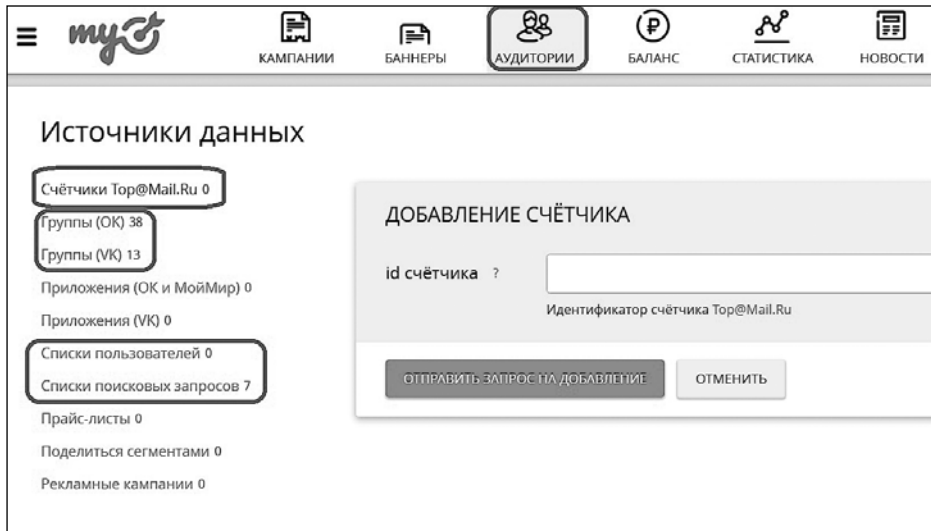 my
КАМПАНИИ БАННЕРЫ АУДИТОРИИ БАЛАНС СТАТИСТИКА НОВОСТИ
Источники данных
Счётчики Top@Mail.Ru 0
Группы (ОК) 38
Группы (VK) 13
Приложения (ОК и МойМир) 0
Приложения (VK) 0
Списки пользователей 0
Списки поисковых запросов 7
Прайс-листы 0
Поделиться сегментами 0
Рекламные кампании 0
ДОБАВЛЕНИЕ СЧЁТЧИКА
id счётчика ?
Идентификатор счётчика Top@Mail.Ru
ОТПРАВИТЬ ЗАПРОС НА ДОБАВЛЕНИЕ ОТМЕНИТЬ